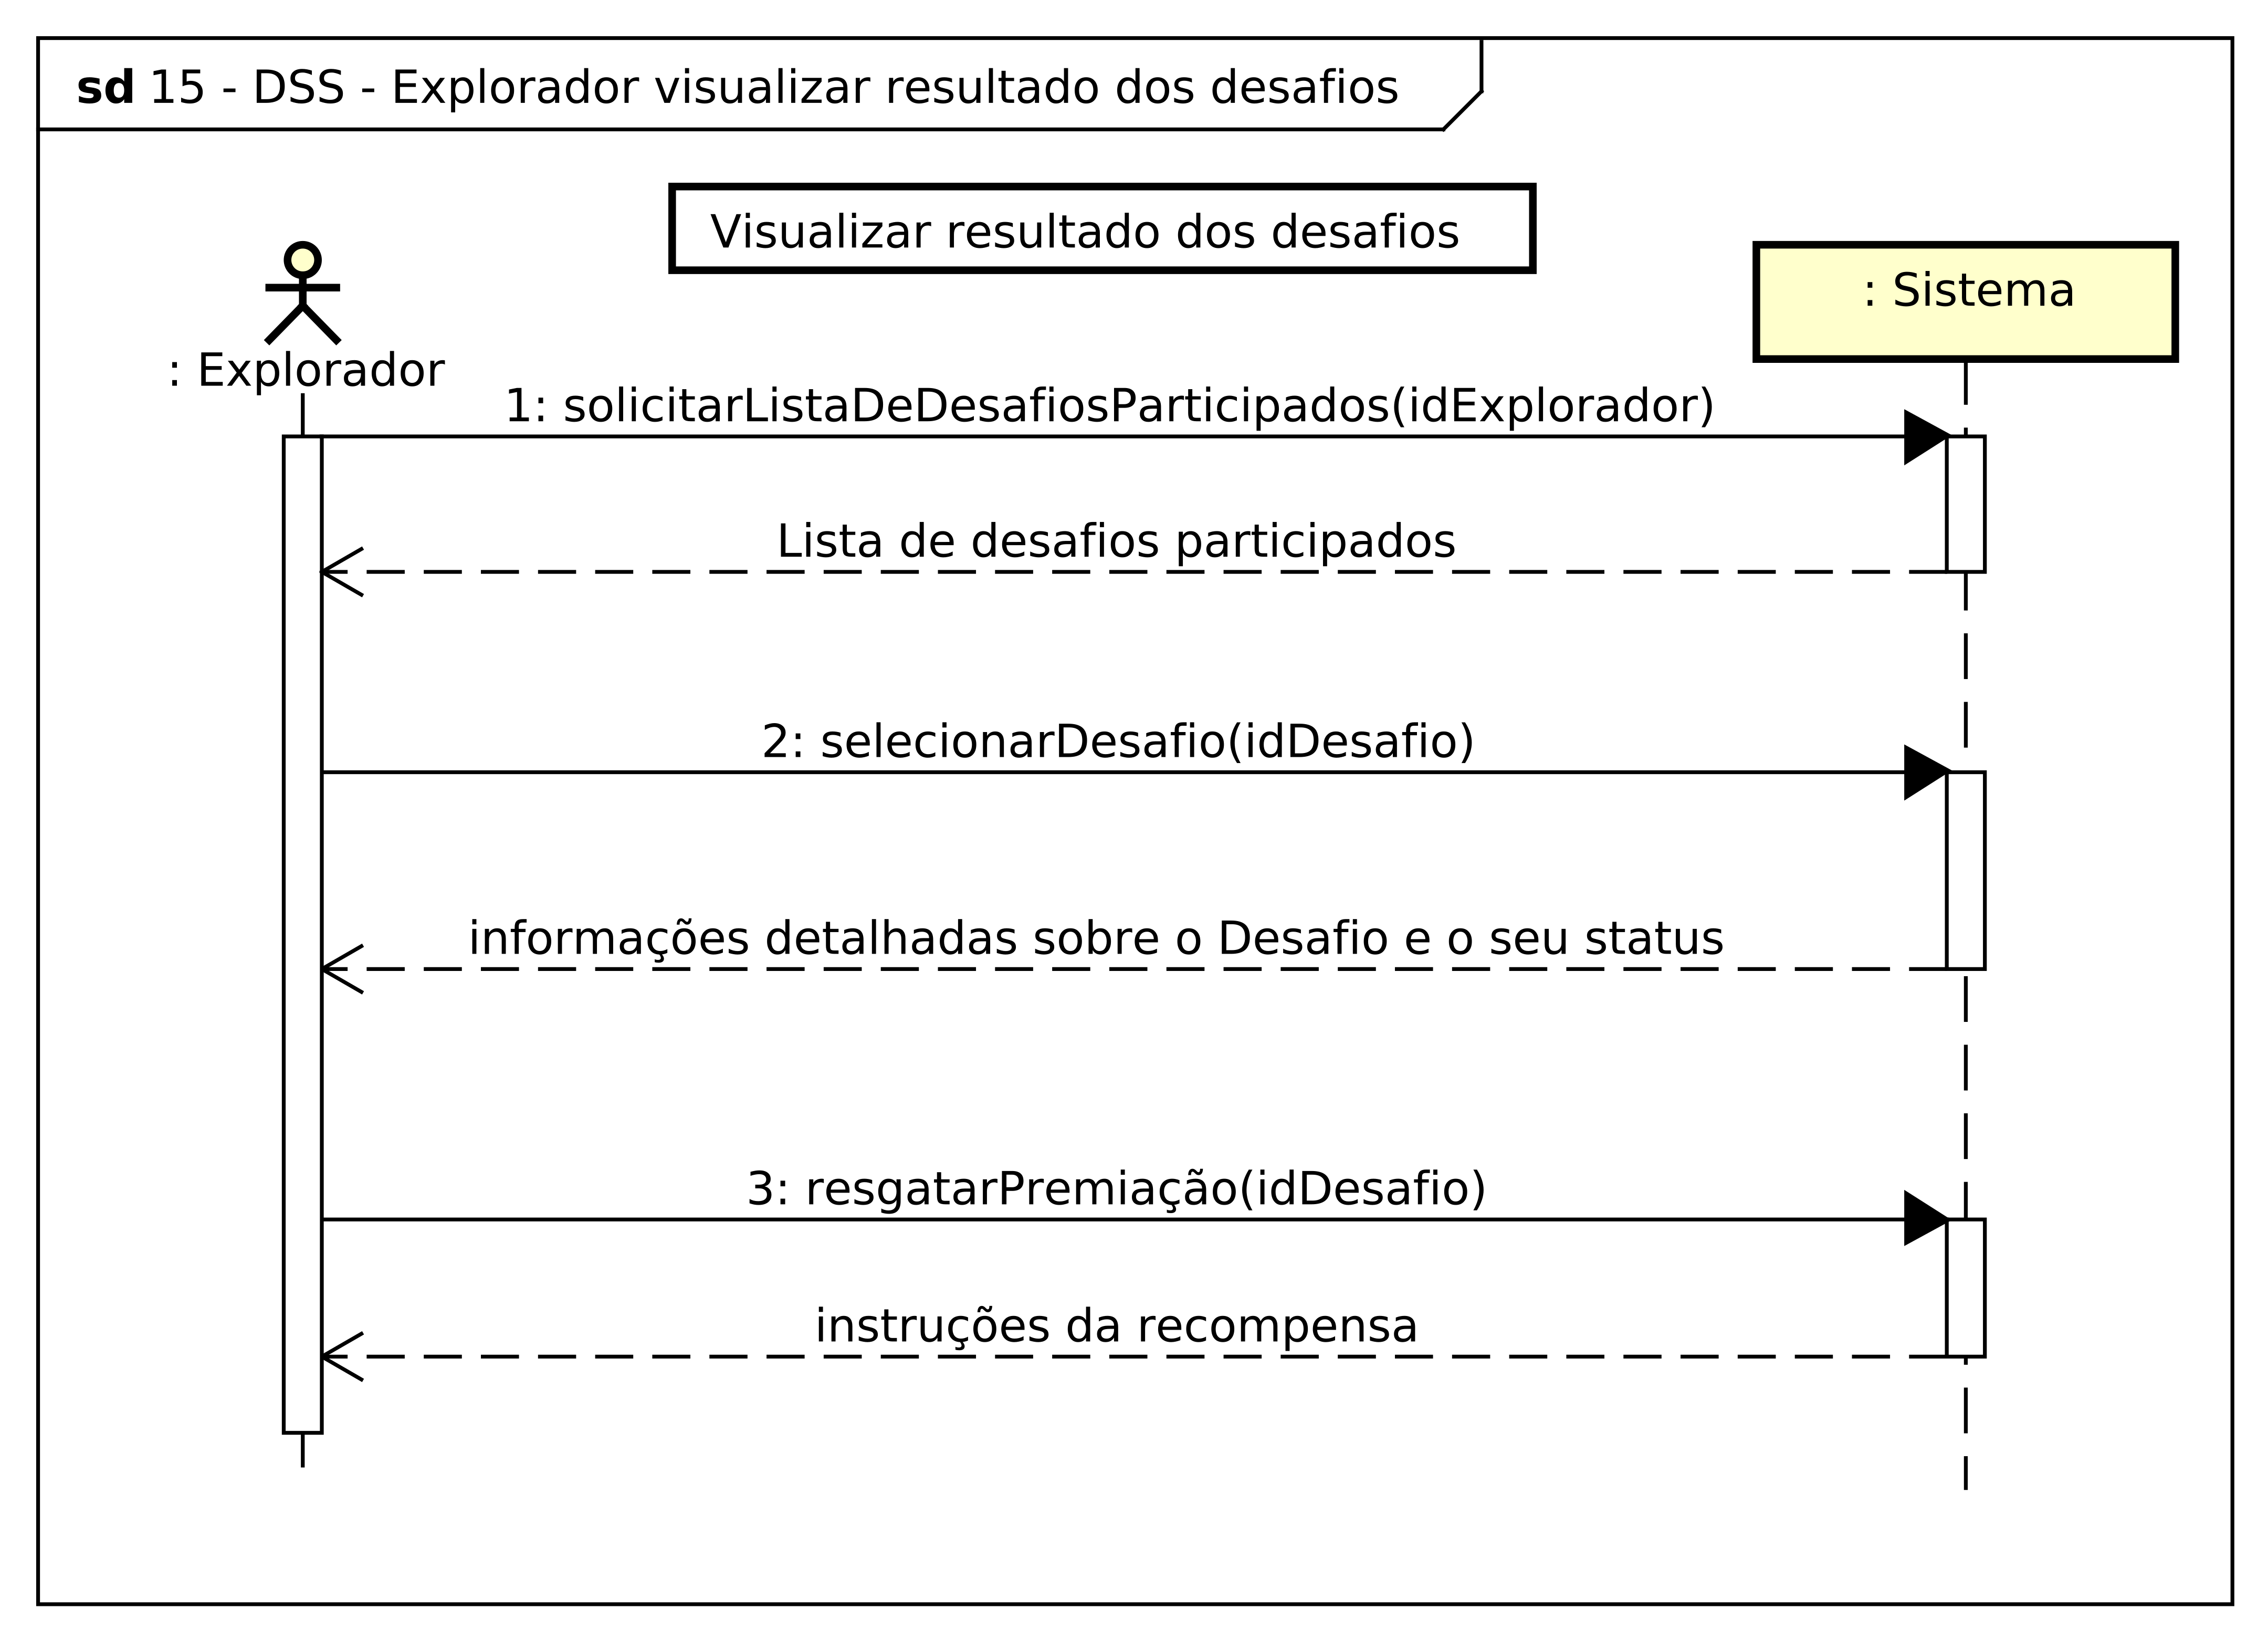 sd 15 - DSS - Explorador visualizar resultado dos desafios
Visualizar resultado dos desafios
: Sistema
: Explorador
1: solicitarListaDeDesafiosParticipados(idExplorador)
Lista de desafios participados
2: selecionarDesafio(idDesafio)
informações detalhadas sobre o Desafio e o seu status
3: resgatarPremiação(idDesafio)
instruções da recompensa